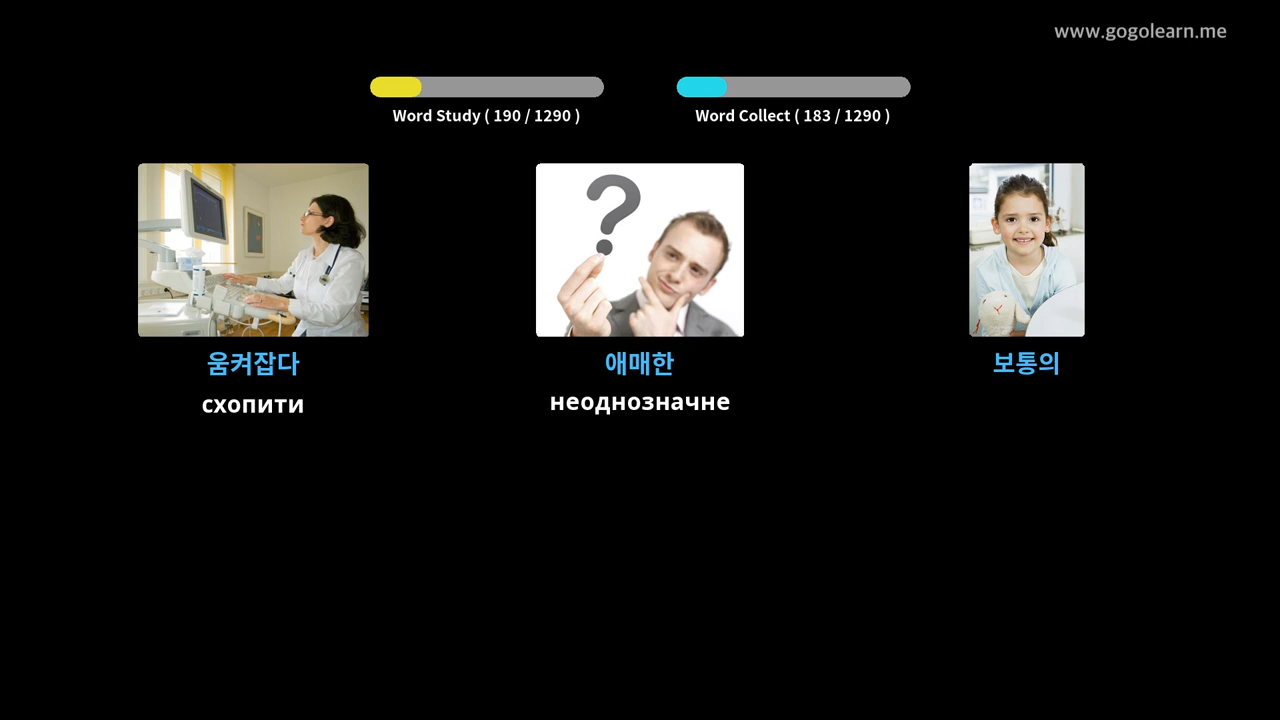 www.gogolearn.me
Word Study ( 190 / 1290 )
Word Collect ( 183 / 1290 )
움켜잡다
애매한
보통의
схопити
неоднозначне